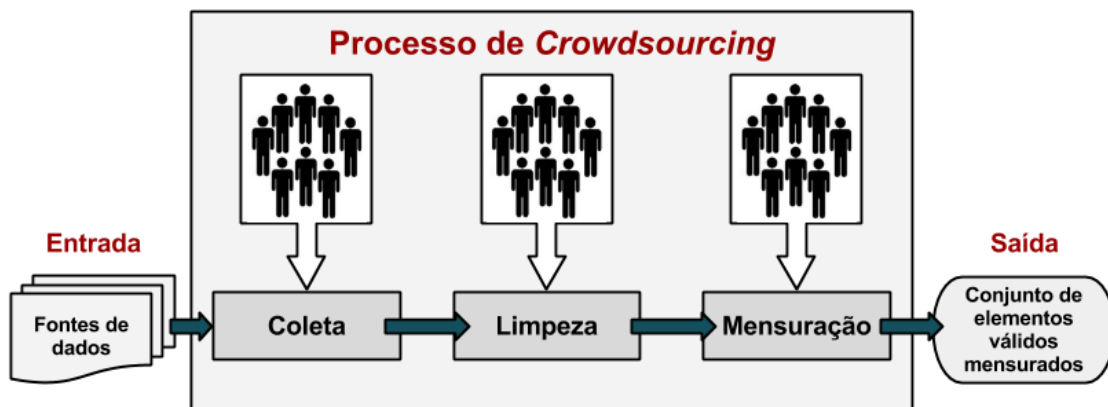 Processo de Crowdsourcing
Entrada
Saída
Fontes de
dados
Coleta
Limpeza
Mensuração
Conjunto de
elementos
válidos
mensurados